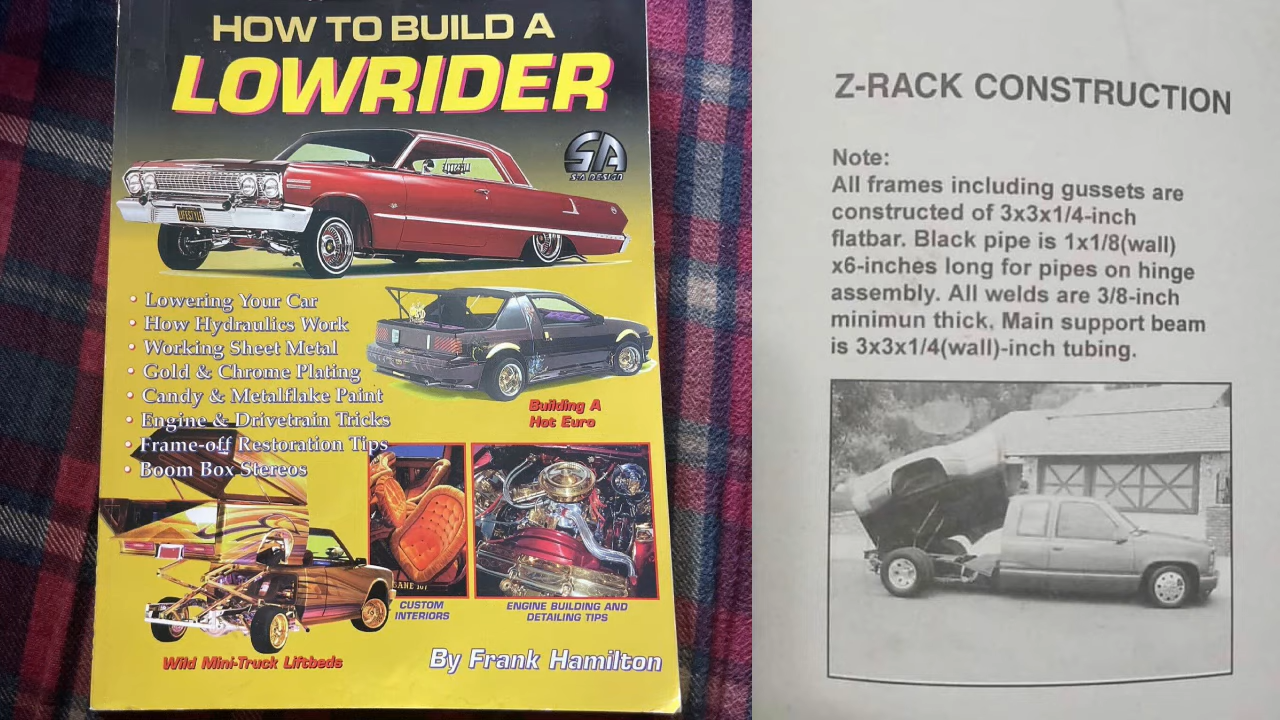 HOW TO BUILD A
LOWRIDER
SA
SA DESIGN
LIFESTYLE
• Lowering Your Car
• How Hydraulics Work
• Working Sheet Metal
• Gold & Chrome Plating
• Candy & Metalflake Paint
• Engine & Drivetrain Tricks
• Frame-off Restoration Tips
• Boom Box Stereos
Building A
Hot Euro
CUSTOM
INTERIORS
ENGINE BUILDING AND
DETAILING TIPS
Wild Mini-Truck Liftbeds
By Frank Hamilton
Z-RACK CONSTRUCTION
Note:
All frames including gussets are
constructed of 3x3x1/4-inch
flatbar. Black pipe is 1x1/8(wall)
x6-inches long for pipes on hinge
assembly. All welds are 3/8-inch
minimun thick. Main support beam
is 3x3x1/4(wall)-inch tubing.